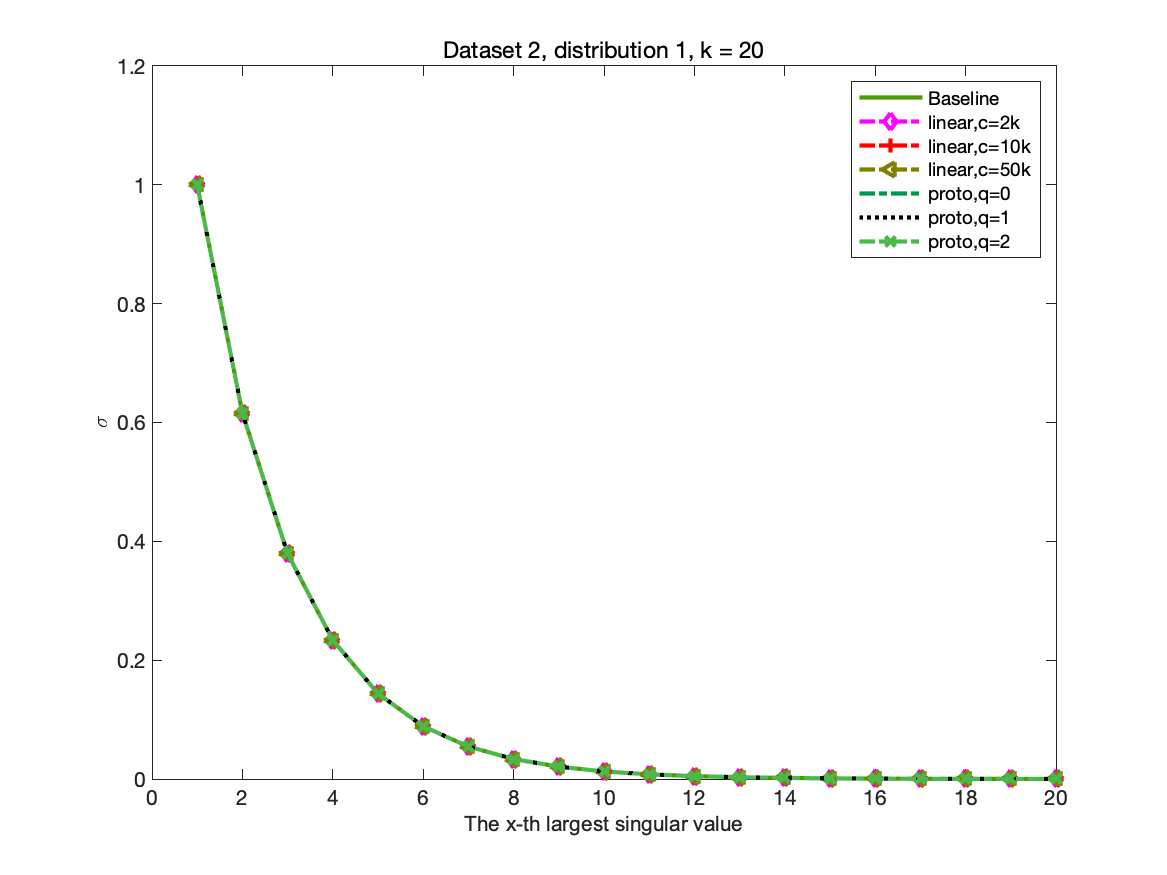 Dataset 2, distribution 1, k = 20
1.2
1
0.8
0.6
0.4
0.2
0
σ
Baseline
linear,c=2k
linear,c=10k
linear,c=50k
proto,q=0
proto,q=1
proto,q=2
0 2 4 6 8 10 12 14 16 18 20
The x-th largest singular value